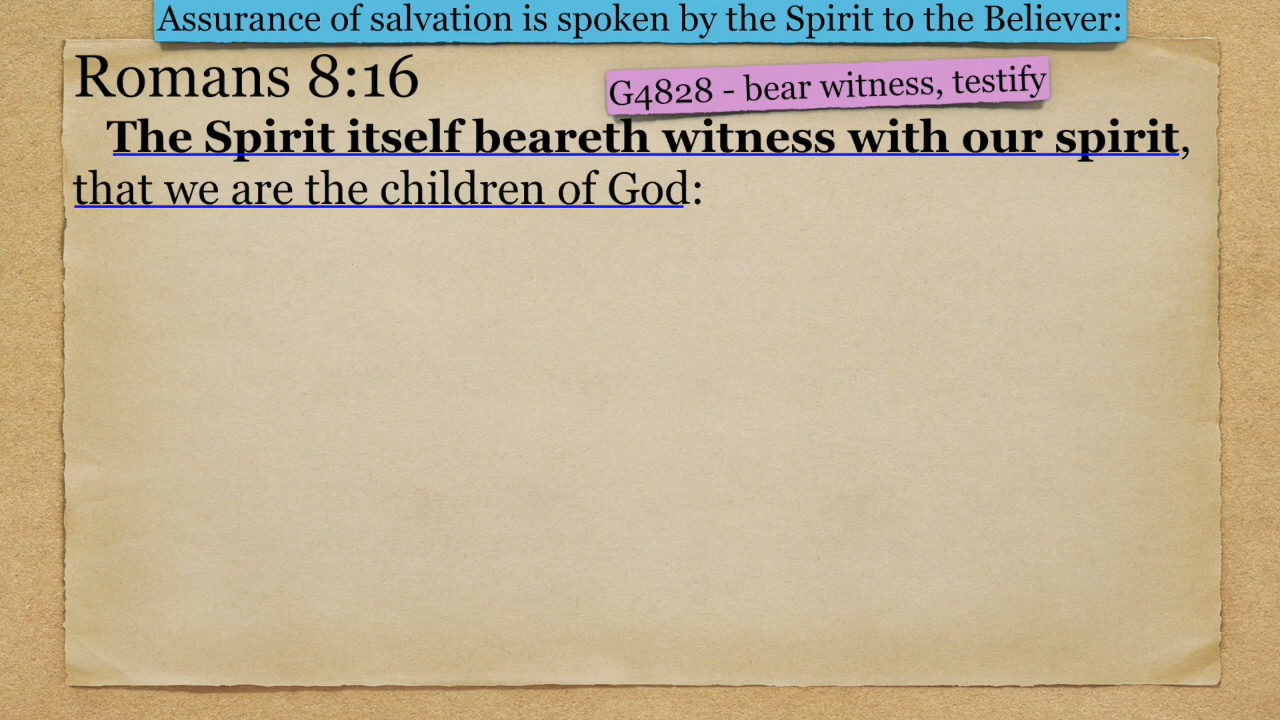 Assurance of salvation is spoken by the Spirit to the Believer:
Romans 8:16
G4828 - bear witness, testify
The Spirit itself beareth witness with our spirit,
that we are the children of God: